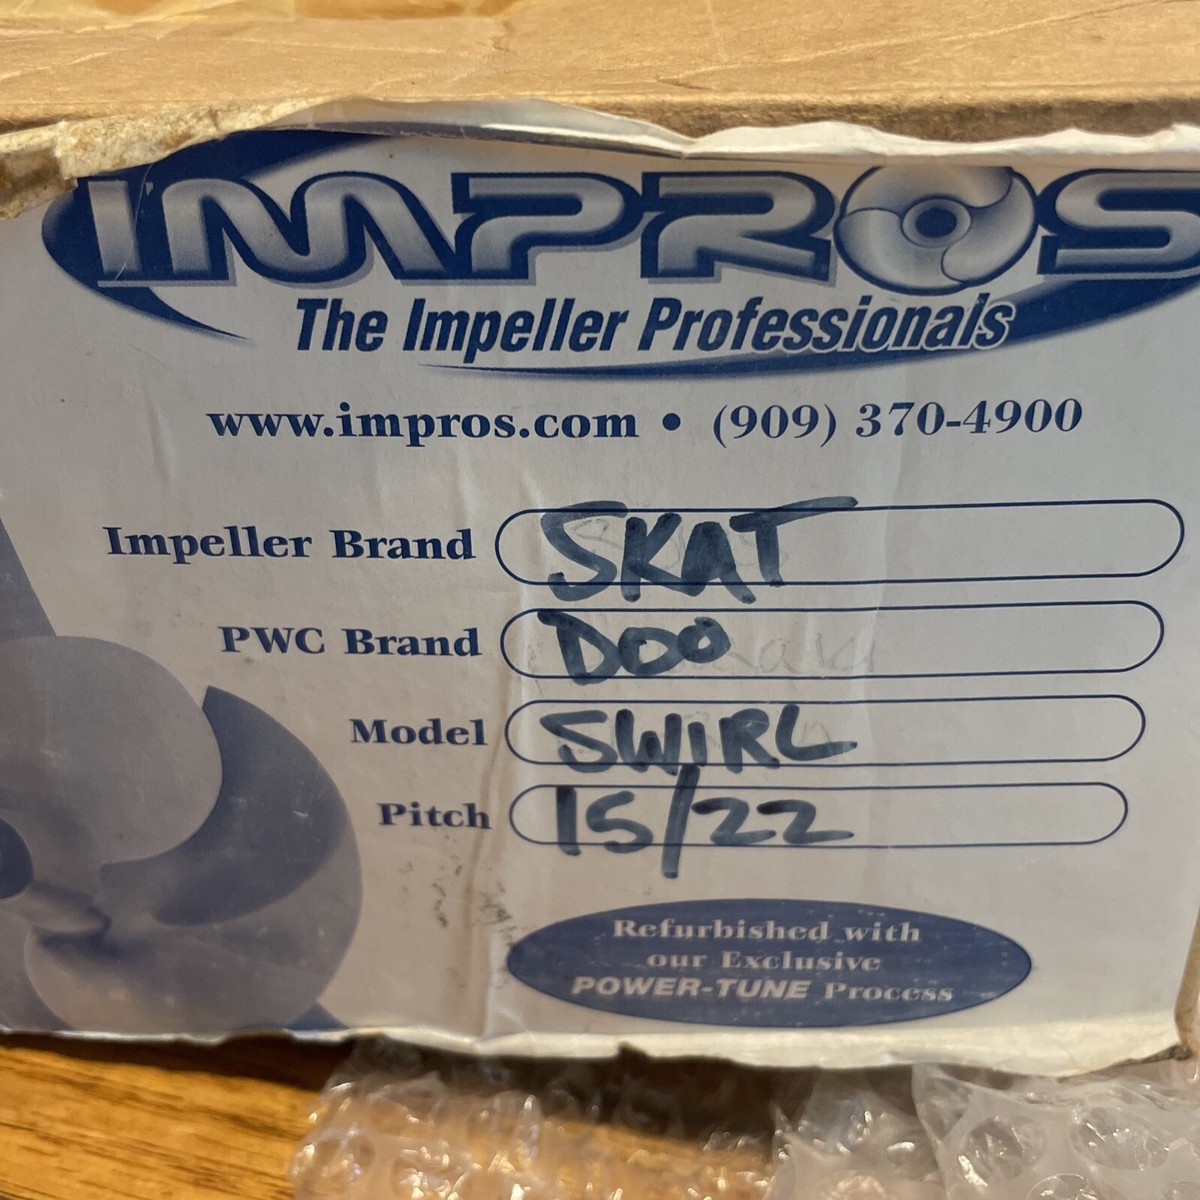 IMPROS
The Impeller Professionals
www.impros.com • (909) 370-4900
Impeller Brand SKAT
PWC Brand DOO
Model SWIRL
Pitch 15/22
Refurbished with
our Exclusive
POWER-TUNE Process